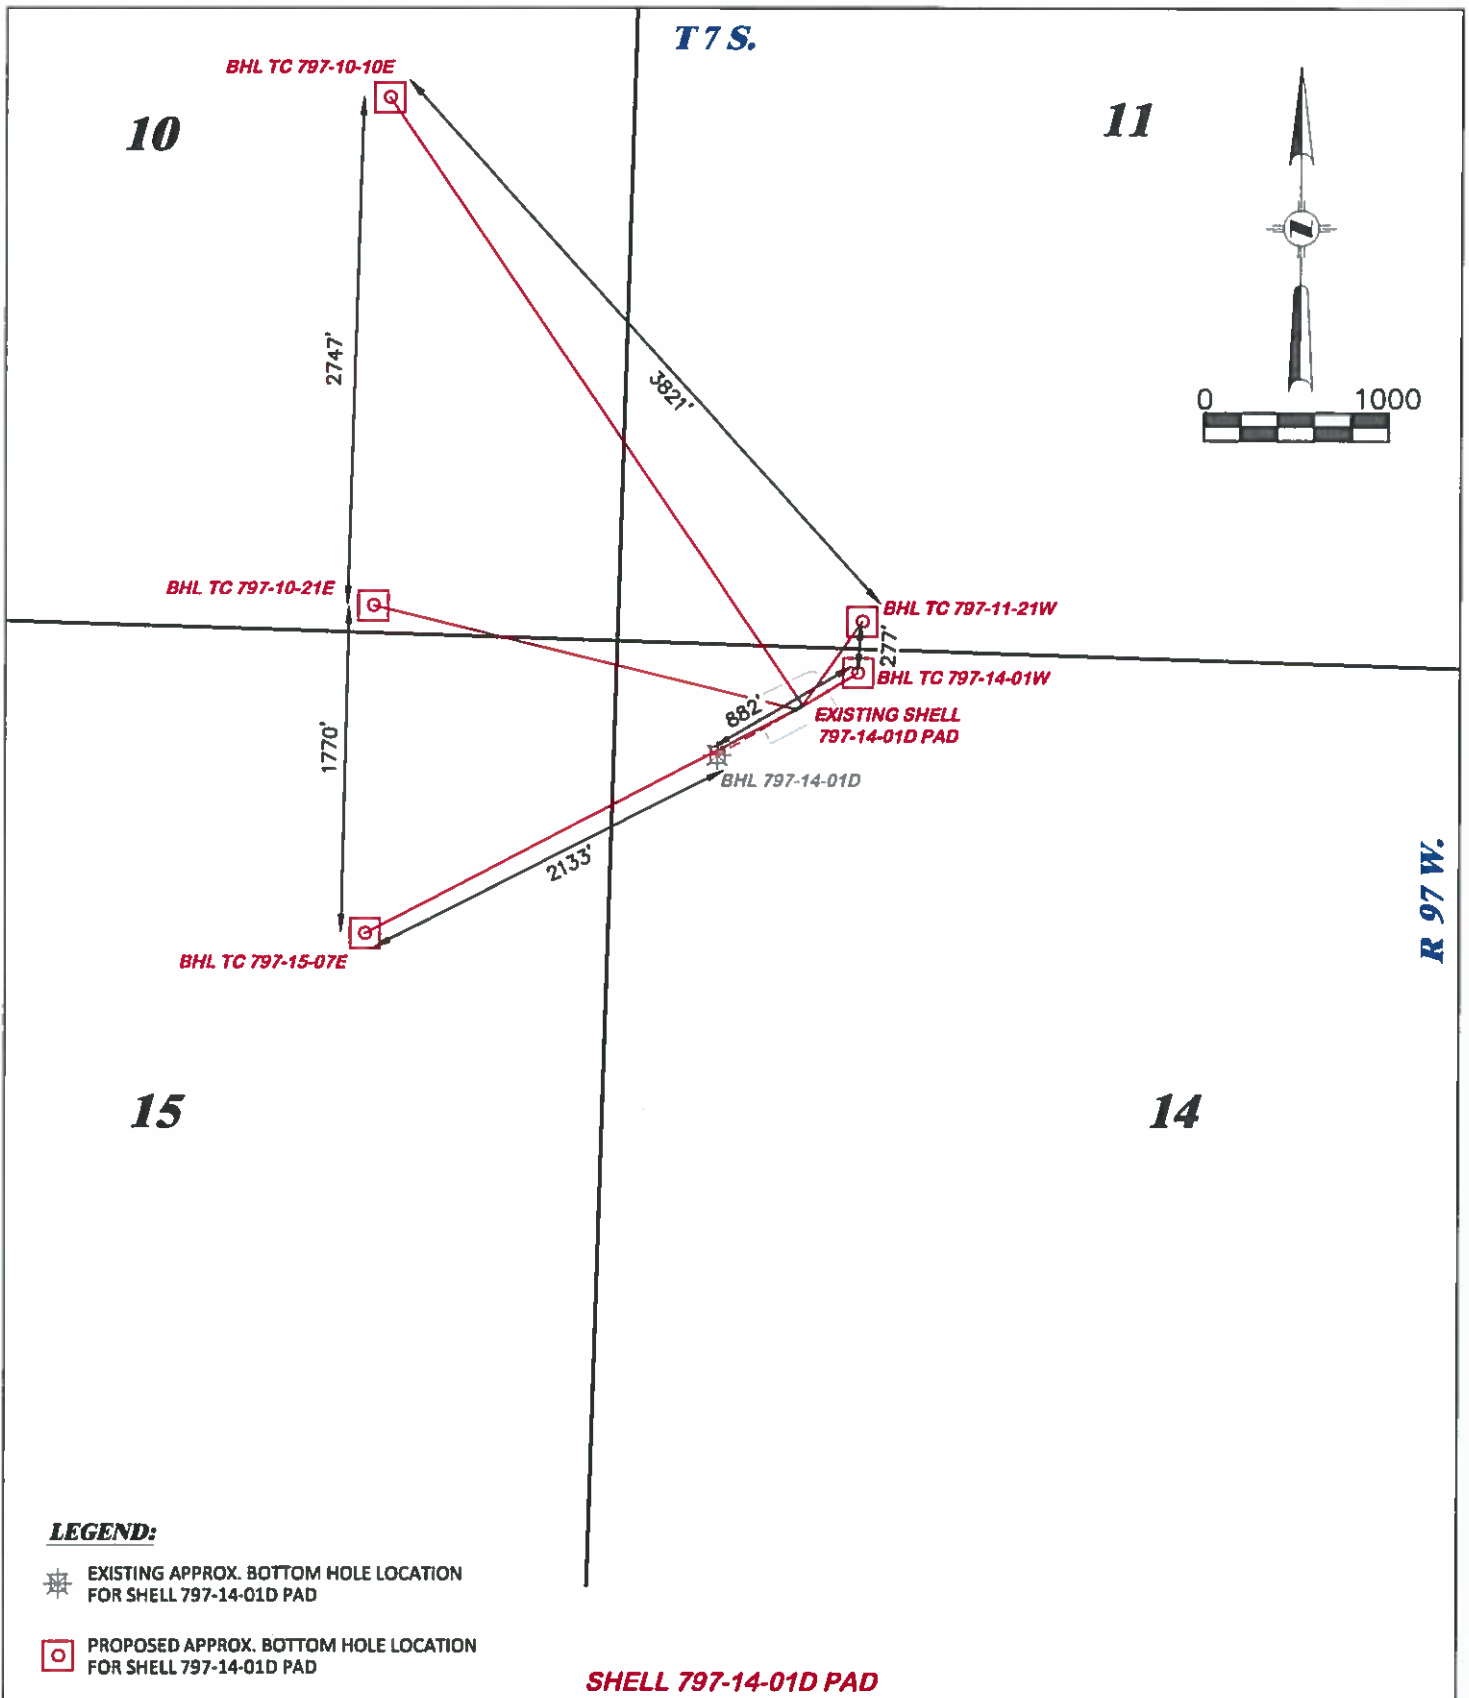 T 7 S.
BHL TC 797-10-10E
10
11
2747'
3821'
0 1000
BHL TC 797-10-21E
BHL TC 797-11-21W
277'
BHL TC 797-14-01W
882'
EXISTING SHELL
797-14-01D PAD
1770'
BHL 797-14-01D
2133'
R 97 W.
BHL TC 797-15-07E
15
14
LEGEND:
EXISTING APPROX. BOTTOM HOLE LOCATION
FOR SHELL 797-14-01D PAD
PROPOSED APPROX. BOTTOM HOLE LOCATION
FOR SHELL 797-14-01D PAD
SHELL 797-14-01D PAD